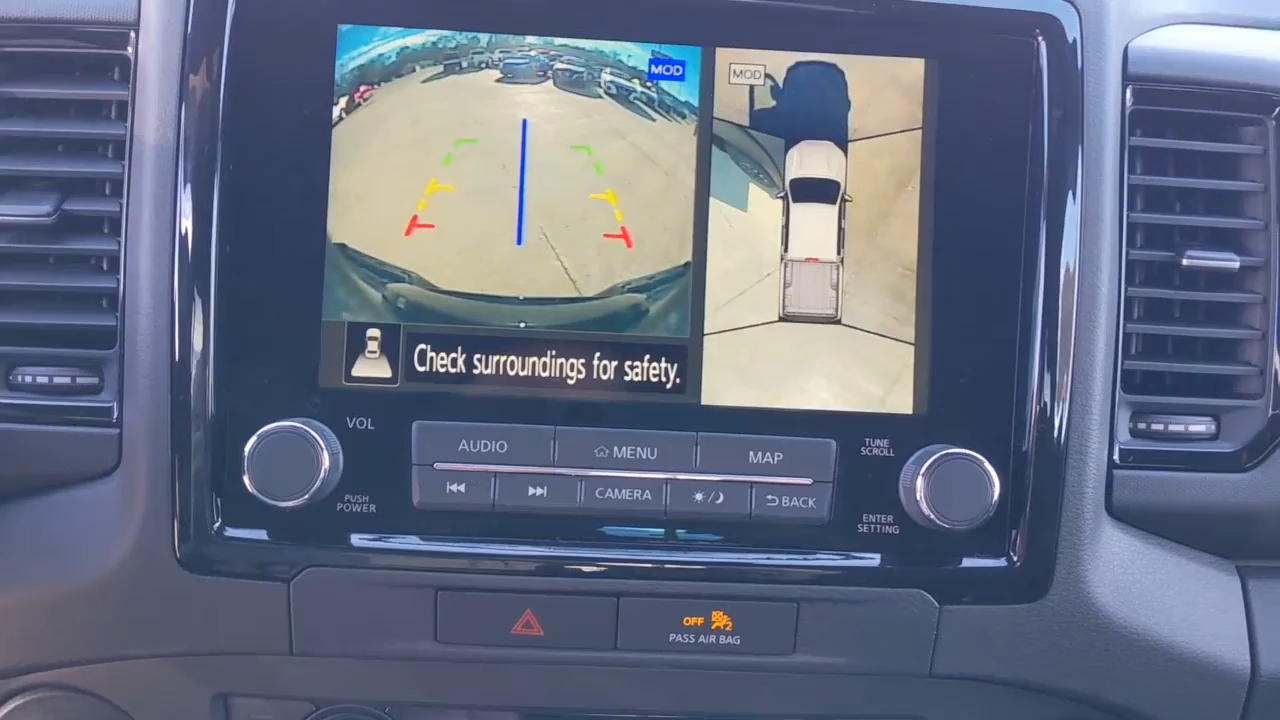 MOD
MOD
Check surroundings for safety.
VOL
AUDIO
MENU
MAP
TUNE
SCROLL
PUSH
POWER
CAMERA
BACK
ENTER
SETTING
OFF
2
PASS AIR BAG